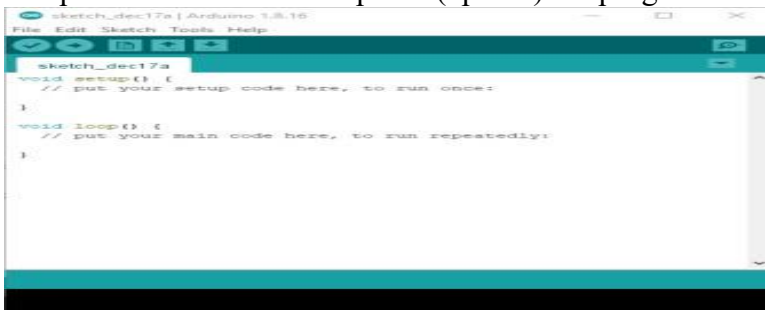 sketch_dec17a | Arduino 1.8.16
File Edit Sketch Tools Help
sketch_dec17a
void setup() {
// put your setup code here, to run once:
}
void loop() {
// put your main code here, to run repeatedly:
}